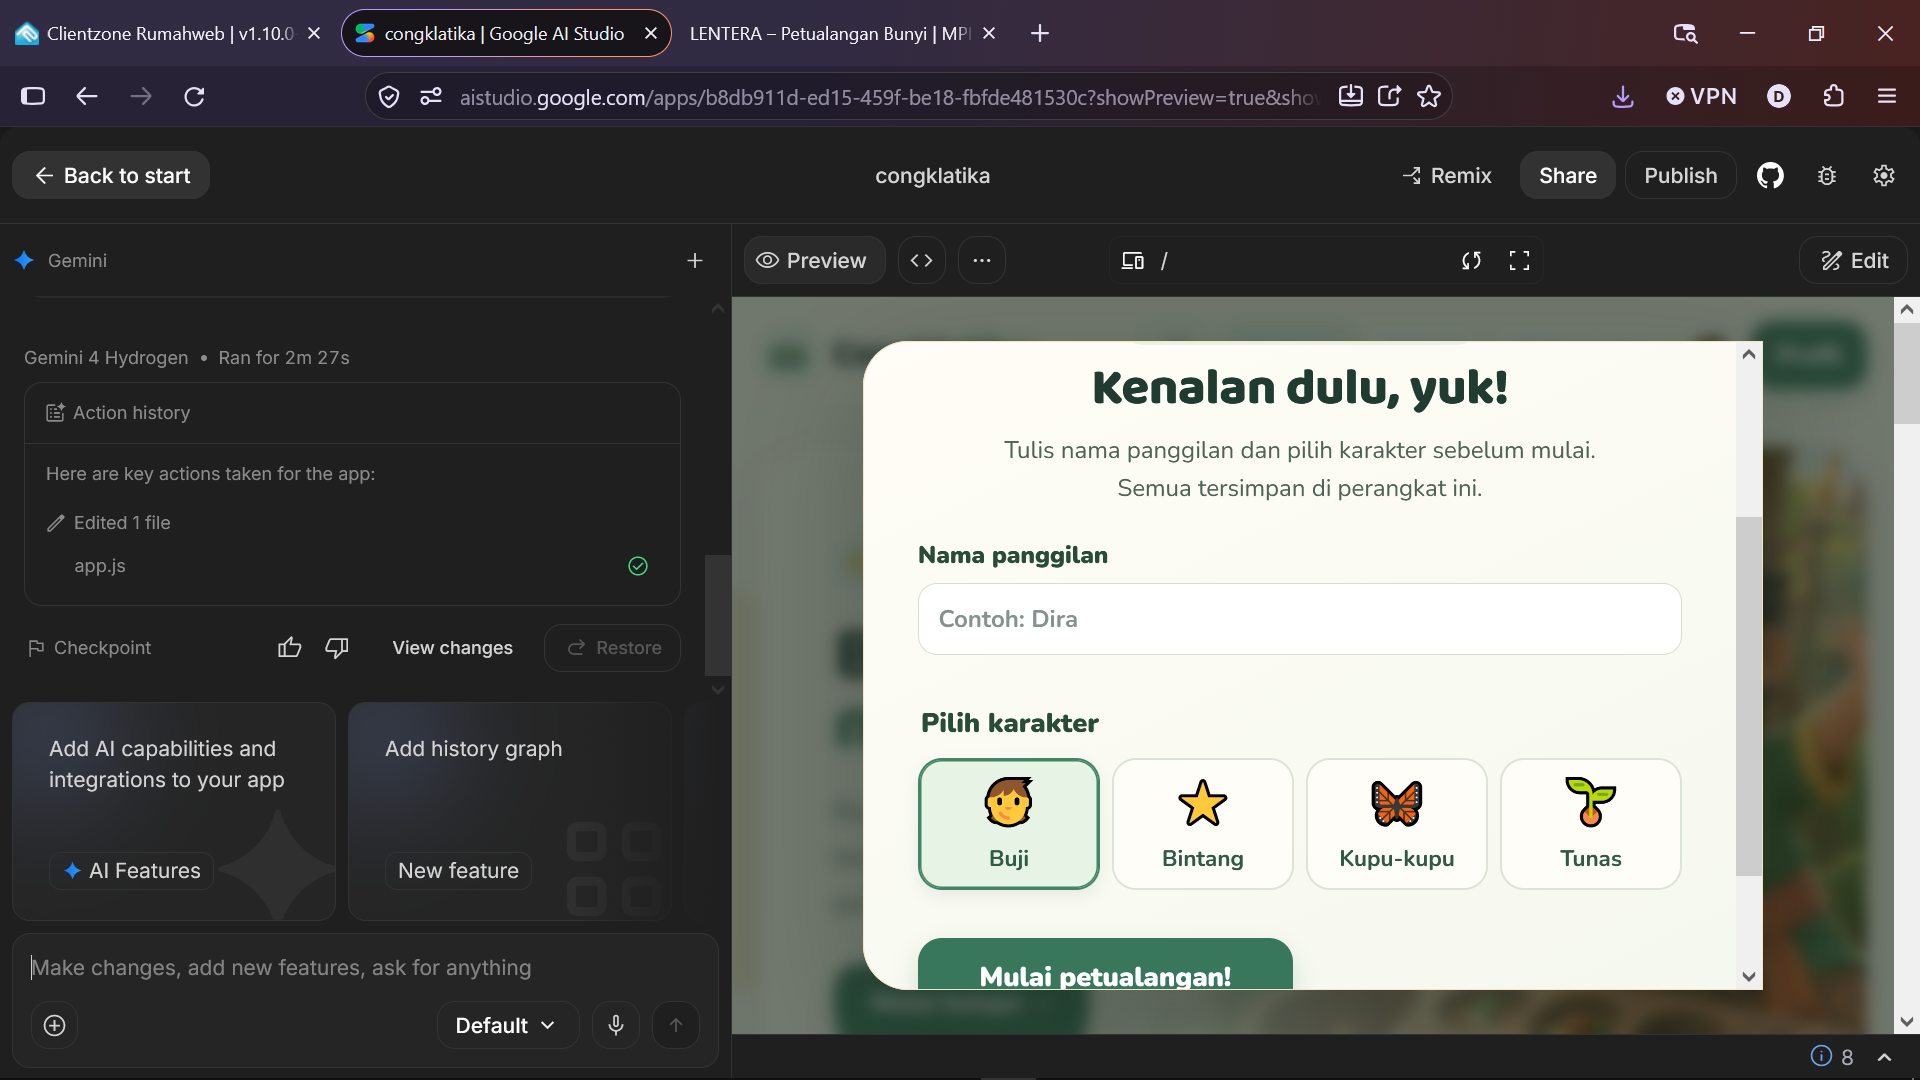 Clientzone Rumahweb | v1.10.0
congklatika | Google AI Studio
LENTERA – Petualangan Bunyi | MPI
aistudio.google.com/apps/b8db911d-ed15-459f-be18-fbfde481530c?showPreview=true&sho
VPN
D
Back to start
congklatika
Remix
Share
Publish
Gemini
Preview
/
Edit
Gemini 4 Hydrogen • Ran for 2m 27s
Action history
Here are key actions taken for the app:
Edited 1 file
app.js
Checkpoint
View changes
Restore
Add AI capabilities and
integrations to your app
AI Features
Add history graph
New feature
Make changes, add new features, ask for anything
Default
Kenalan dulu, yuk!
Tulis nama panggilan dan pilih karakter sebelum mulai.
Semua tersimpan di perangkat ini.
Nama panggilan
Contoh: Dira
Pilih karakter
Buji
Bintang
Kupu-kupu
Tunas
Mulai petualangan!
8